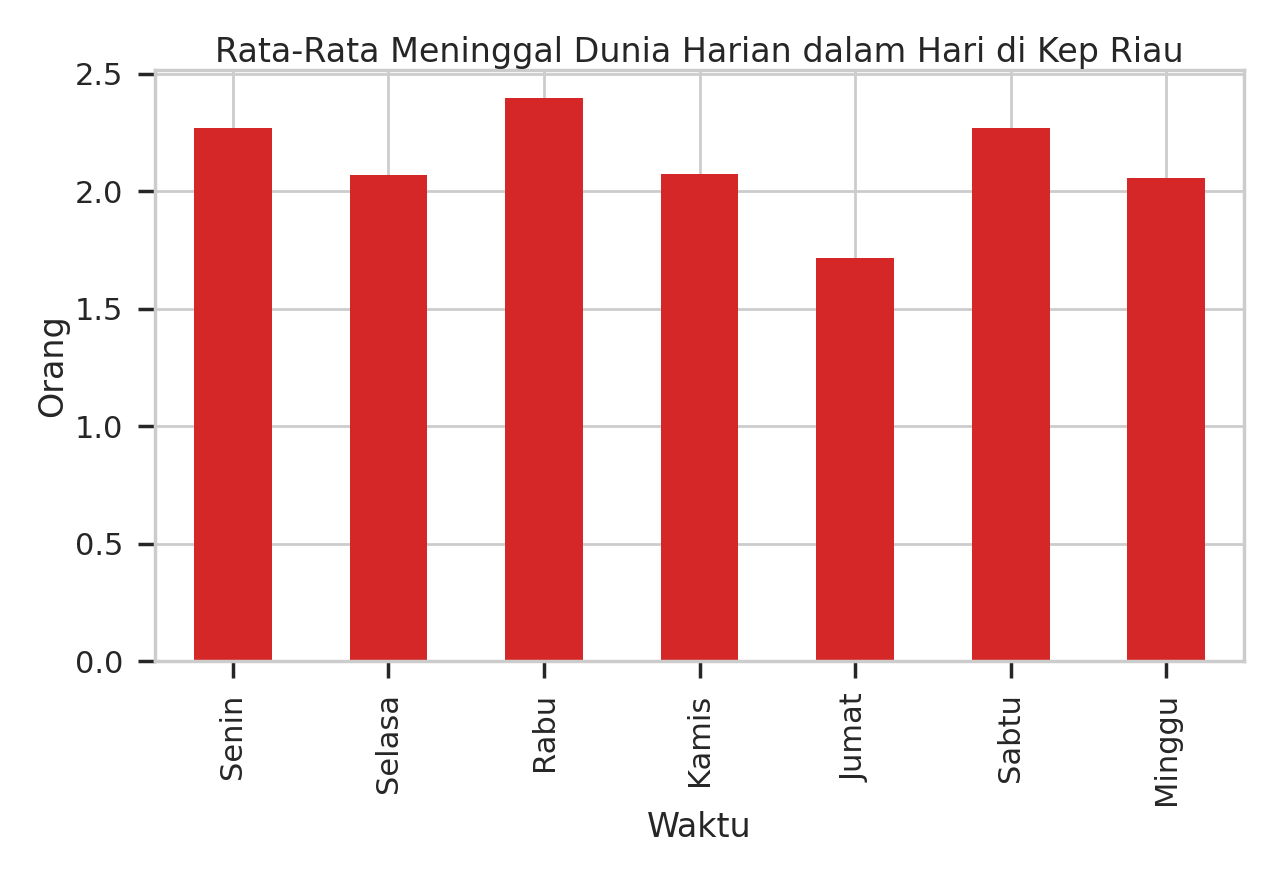 Rata-Rata Meninggal Dunia Harian dalam Hari di Kep Riau
2.5
2.0
1.5
1.0
0.5
0.0
Orang
Senin
Selasa
Rabu
Kamis
Jumat
Sabtu
Minggu
Waktu